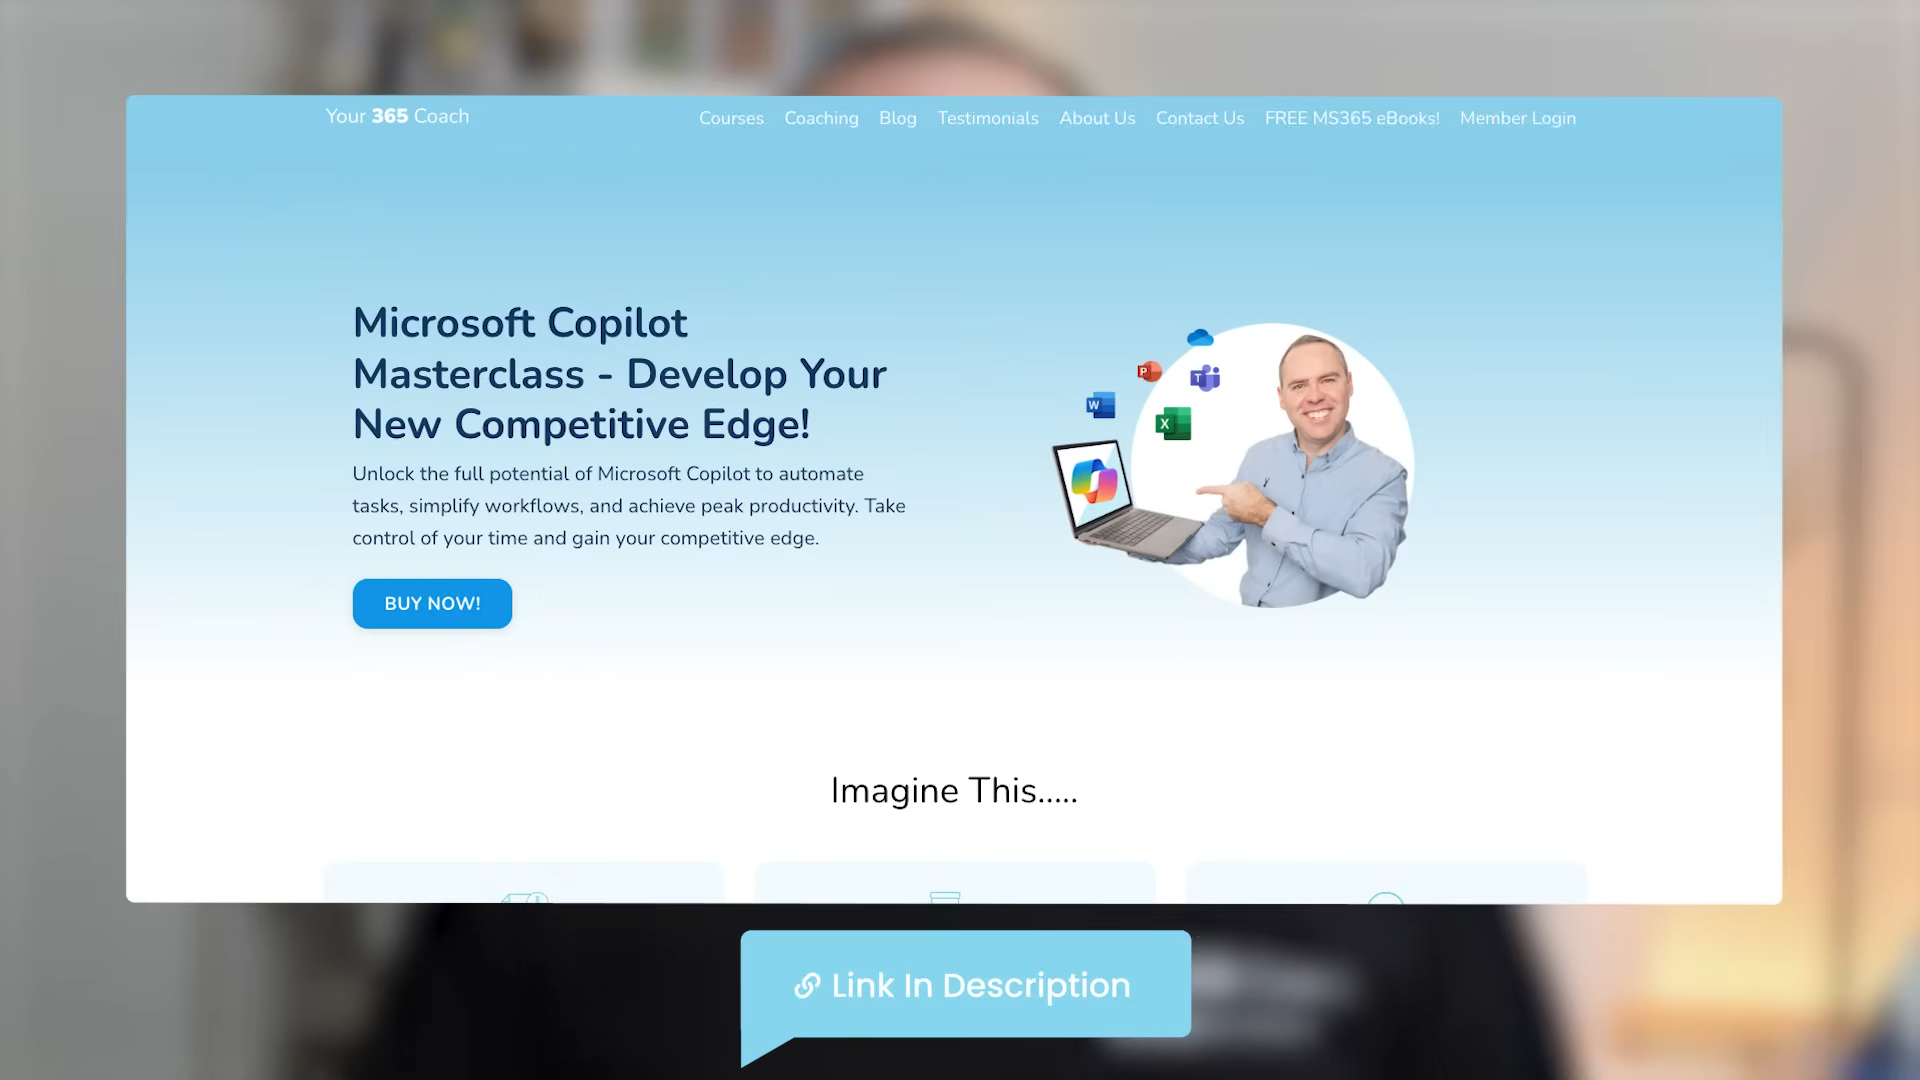 Your 365 Coach
Courses Coaching Blog Testimonials About Us Contact Us FREE MS365 eBooks! Member Login
Microsoft Copilot
Masterclass - Develop Your
New Competitive Edge!
Unlock the full potential of Microsoft Copilot to automate
tasks, simplify workflows, and achieve peak productivity. Take
control of your time and gain your competitive edge.
BUY NOW!
P
T
W
X
Imagine This.....
Link In Description